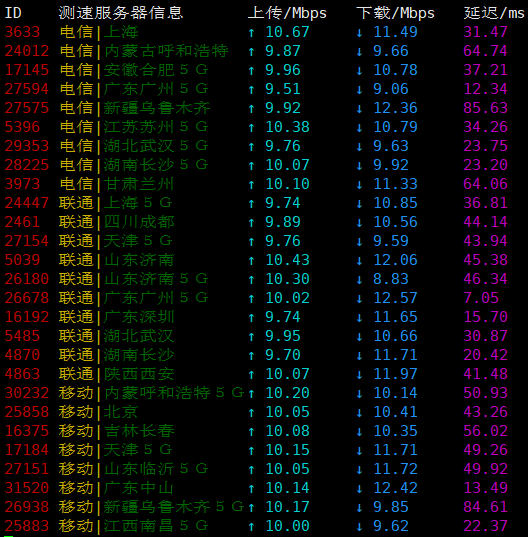 ID 测速服务器信息 上传/Mbps 下载/Mbps 延迟/ms
3633 电信|上海 ↑ 10.67 ↓ 11.49 31.47
24012 电信|内蒙古呼和浩特 ↑ 9.87 ↓ 9.66 64.74
17145 电信|安徽合肥５Ｇ ↑ 9.96 ↓ 10.78 37.21
27594 电信|广东广州５Ｇ ↑ 9.51 ↓ 9.06 12.34
27575 电信|新疆乌鲁木齐 ↑ 9.92 ↓ 12.36 85.63
5396 电信|江苏苏州５Ｇ ↑ 10.38 ↓ 10.79 34.26
29353 电信|湖北武汉５Ｇ ↑ 9.76 ↓ 9.63 23.75
28225 电信|湖南长沙５Ｇ ↑ 10.07 ↓ 9.92 23.20
3973 电信|甘肃兰州 ↑ 10.10 ↓ 11.33 64.06
24447 联通|上海５Ｇ ↑ 9.74 ↓ 10.85 36.81
2461 联通|四川成都 ↑ 9.89 ↓ 10.56 44.14
27154 联通|天津５Ｇ ↑ 9.76 ↓ 9.59 43.94
5039 联通|山东济南 ↑ 10.43 ↓ 12.06 45.38
26180 联通|山东济南５Ｇ ↑ 10.30 ↓ 8.83 46.34
26678 联通|广东广州５Ｇ ↑ 10.02 ↓ 12.57 7.05
16192 联通|广东深圳 ↑ 9.74 ↓ 11.65 15.70
5485 联通|湖北武汉 ↑ 9.95 ↓ 10.66 30.87
4870 联通|湖南长沙 ↑ 9.70 ↓ 11.71 20.42
4863 联通|陕西西安 ↑ 10.07 ↓ 11.97 41.48
30232 移动|内蒙呼和浩特５Ｇ↑ 10.20 ↓ 10.14 50.93
25858 移动|北京 ↑ 10.05 ↓ 10.41 43.26
16375 移动|吉林长春 ↑ 10.08 ↓ 10.35 56.02
17184 移动|天津５Ｇ ↑ 10.15 ↓ 11.71 49.26
27151 移动|山东临沂５Ｇ ↑ 10.05 ↓ 11.72 49.92
31520 移动|广东中山 ↑ 10.14 ↓ 12.42 13.49
26938 移动|新疆乌鲁木齐５Ｇ↑ 10.17 ↓ 9.85 84.61
25883 移动|江西南昌５Ｇ ↑ 10.00 ↓ 9.62 22.37